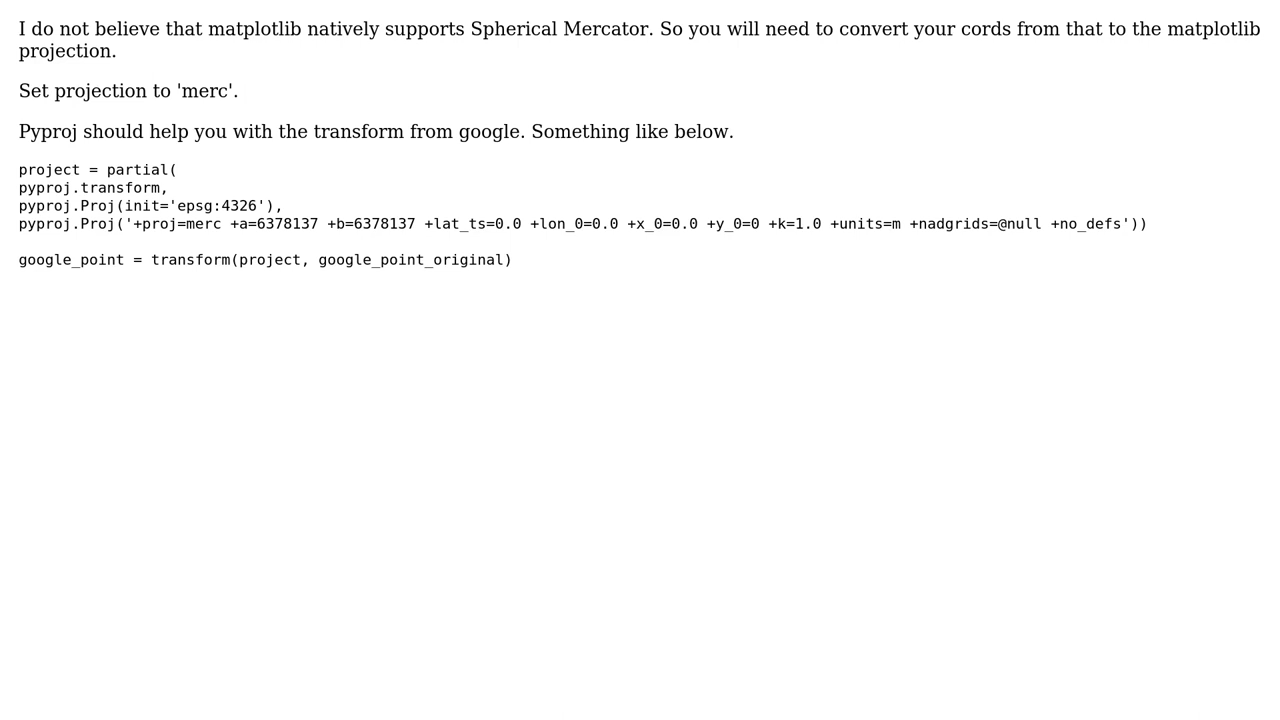 I do not believe that matplotlib natively supports Spherical Mercator. So you will need to convert your cords from that to the matplotlib
projection.
Set projection to 'merc'.
Pyproj should help you with the transform from google. Something like below.
project = partial(
pyproj.transform,
pyproj.Proj(init='epsg:4326'),
pyproj.Proj('+proj=merc +a=6378137 +b=6378137 +lat_ts=0.0 +lon_0=0.0 +x_0=0.0 +y_0=0 +k=1.0 +units=m +nadgrids=@null +no_defs'))
google_point = transform(project, google_point_original)